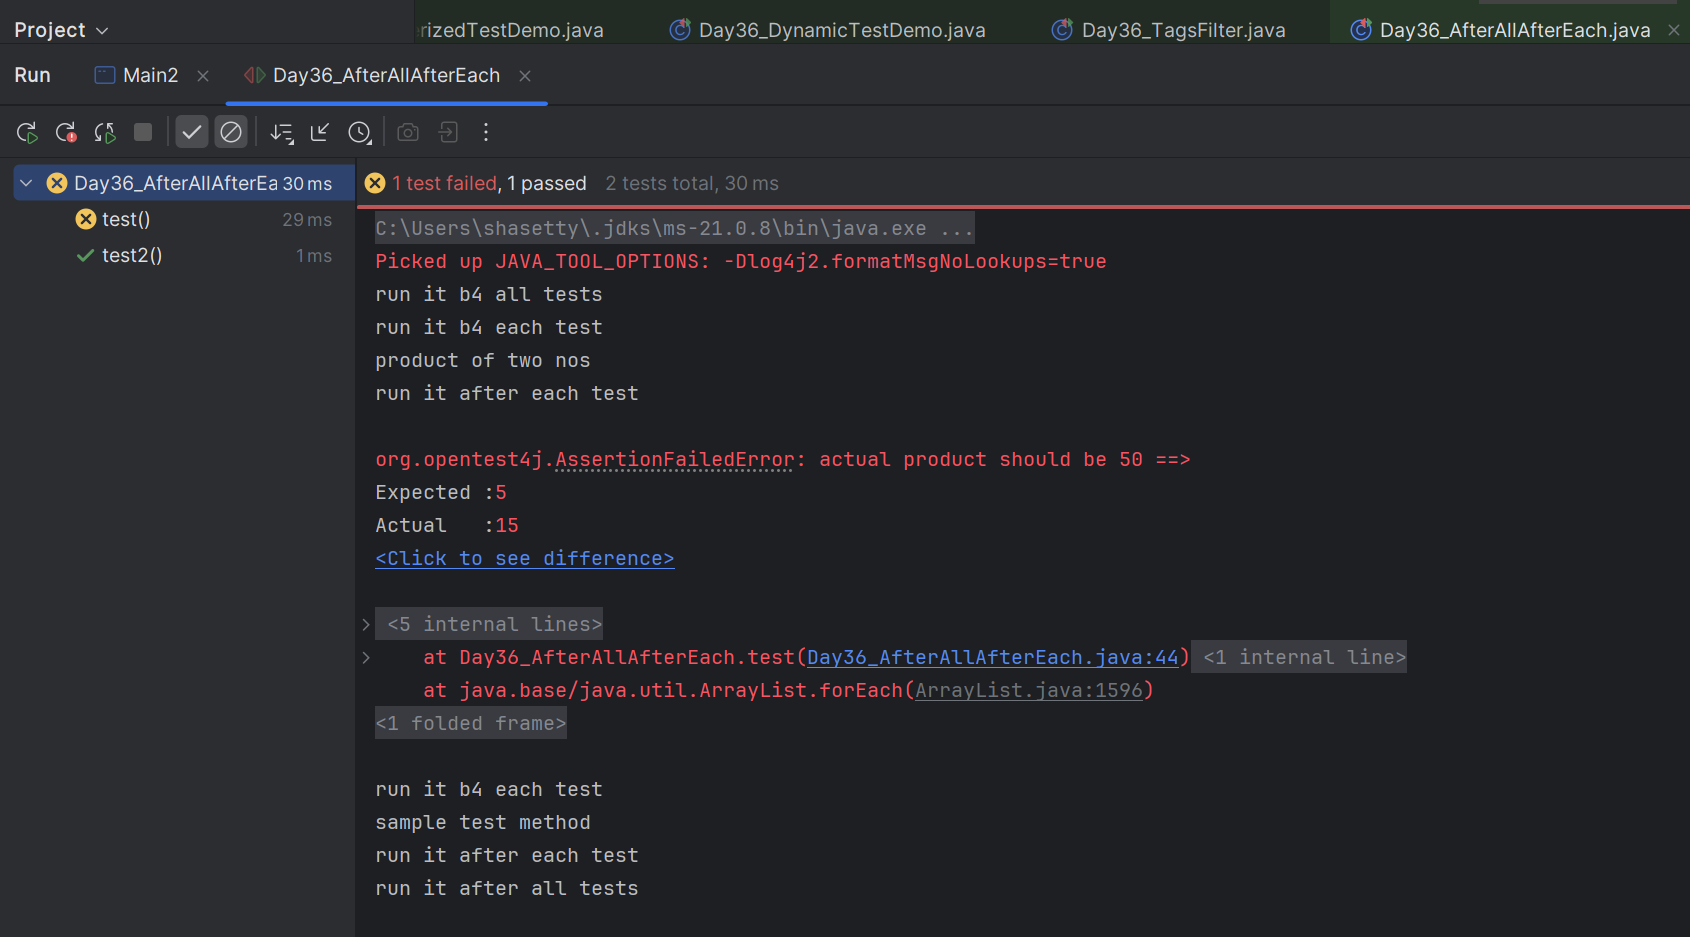 Project
rizedTestDemo.java
Day36_DynamicTestDemo.java
Day36_TagsFilter.java
Day36_AfterAllAfterEach.java
Run
Main2
Day36_AfterAllAfterEach
Day36_AfterAllAfterEa 30 ms
test() 29 ms
test2() 1 ms
1 test failed, 1 passed 2 tests total, 30 ms
C:\Users\shasetty\.jdks\ms-21.0.8\bin\java.exe ...
Picked up JAVA_TOOL_OPTIONS: -Dlog4j2.formatMsgNoLookups=true
run it b4 all tests
run it b4 each test
product of two nos
run it after each test
org.opentest4j.AssertionFailedError: actual product should be 50 ==>
Expected :5
Actual   :15
<Click to see difference>
<5 internal lines>
at Day36_AfterAllAfterEach.test(Day36_AfterAllAfterEach.java:44) <1 internal line>
at java.base/java.util.ArrayList.forEach(ArrayList.java:1596)
<1 folded frame>
run it b4 each test
sample test method
run it after each test
run it after all tests